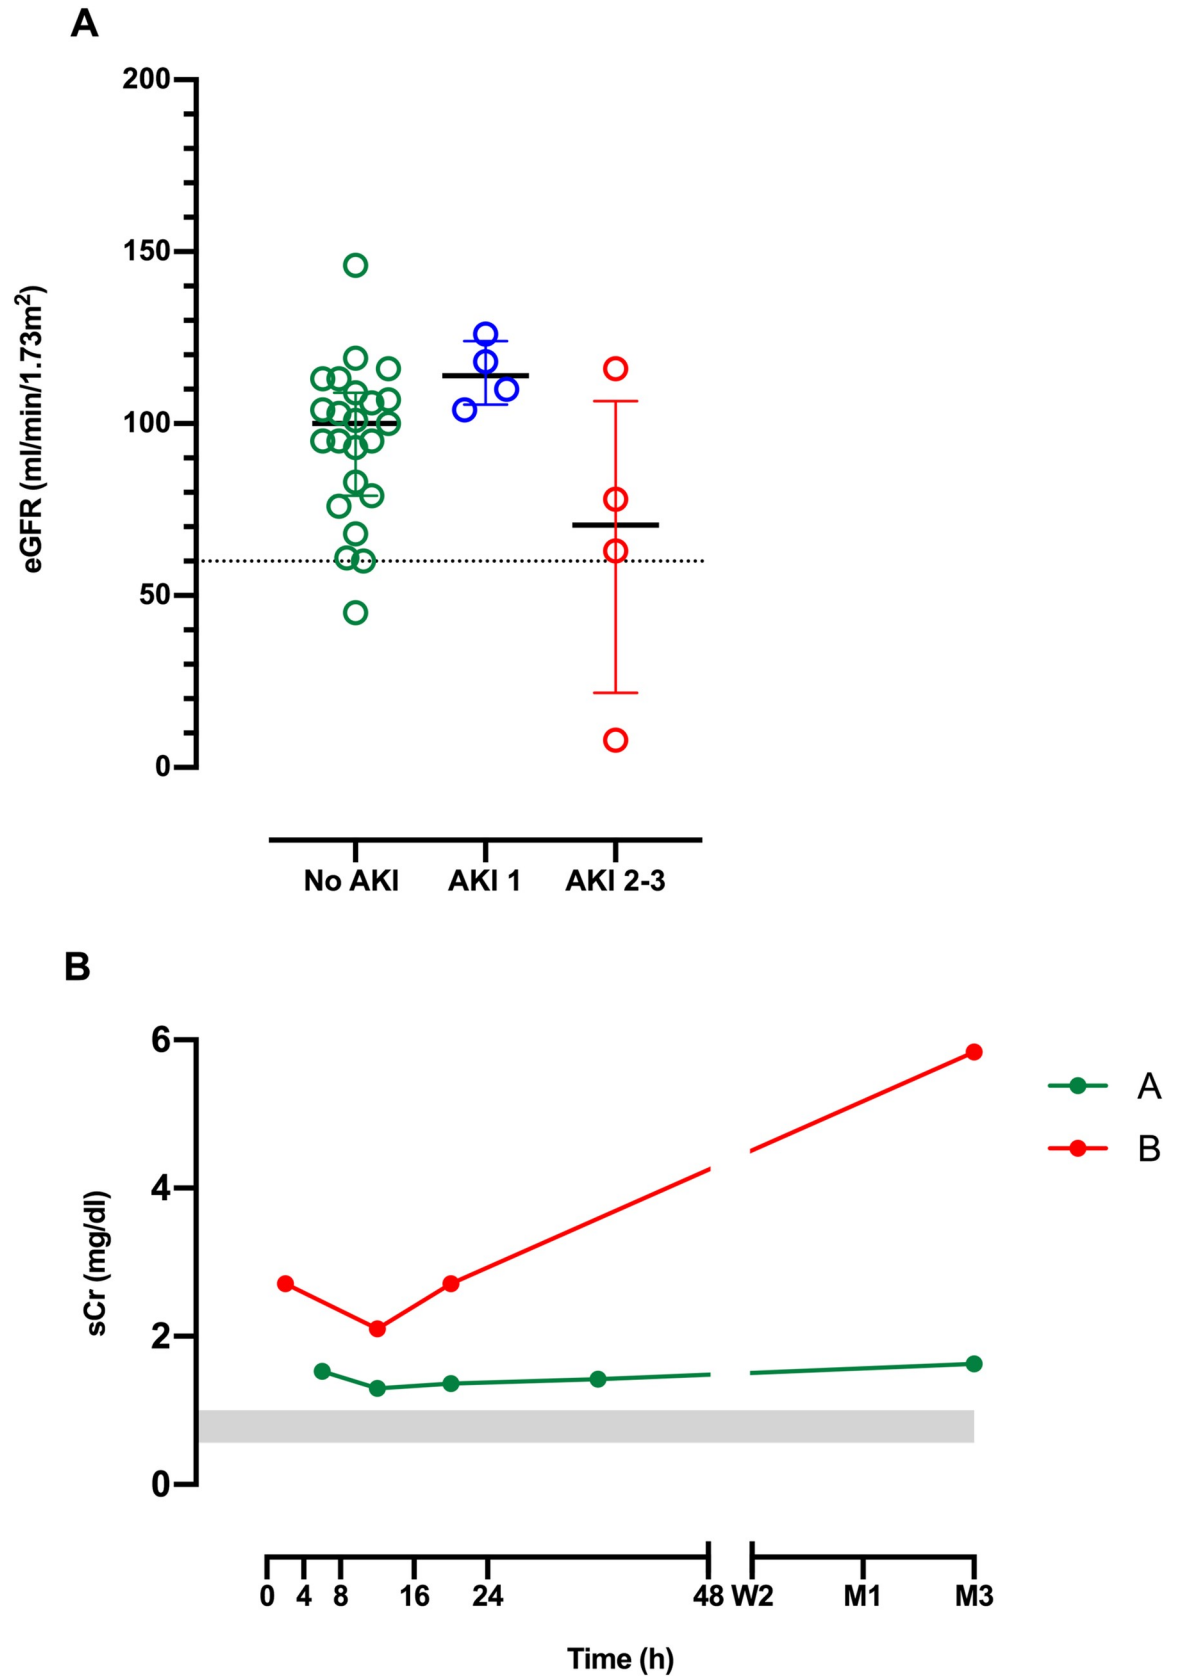 A
200
150
100
50
0
eGFR (ml/min/1.73m²)
No AKI AKI 1 AKI 2-3
B
6
4
2
0
sCr (mg/dl)
A
B
0 4 8 16 24 48 W2 M1 M3
Time (h)